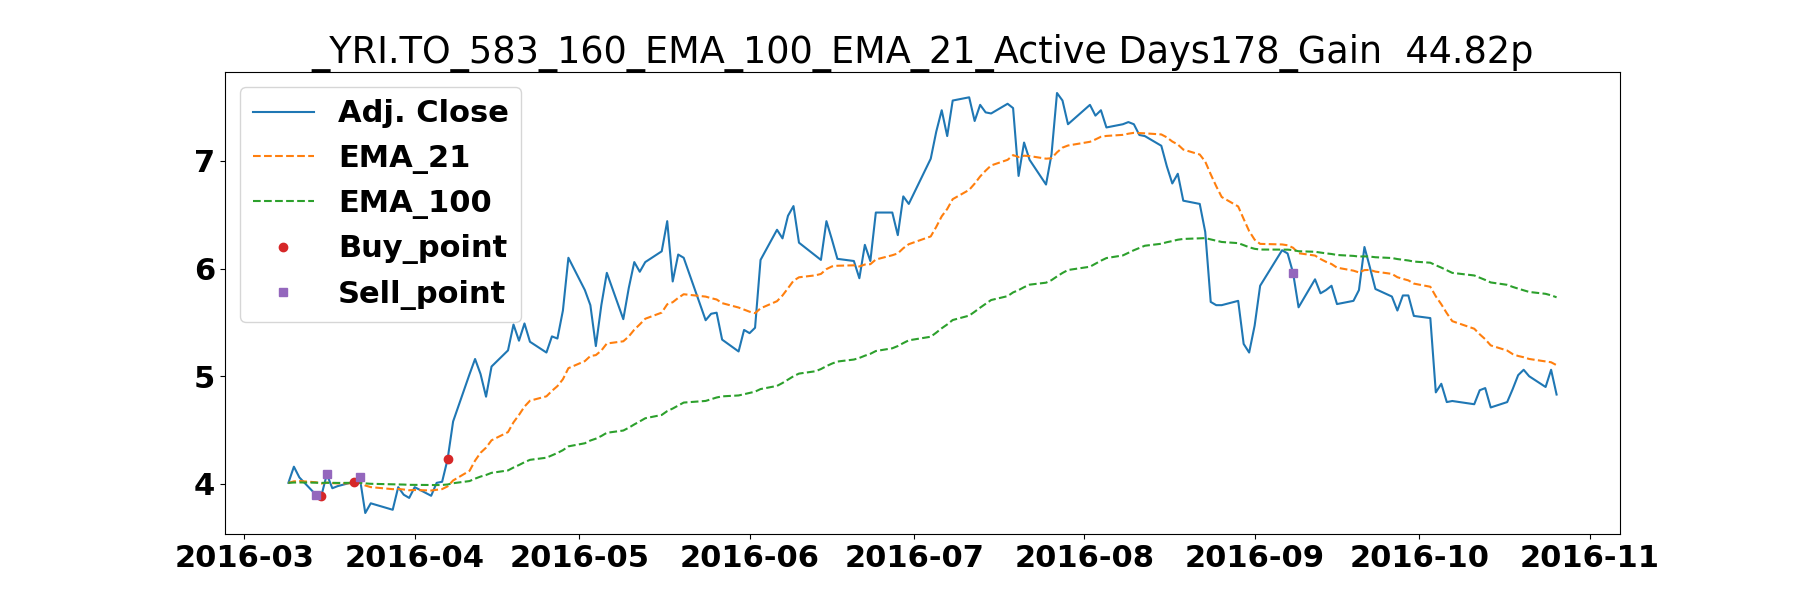 _YRI.TO_583_160_EMA_100_EMA_21_Active Days178_Gain  44.82p
Adj. Close
EMA_21
EMA_100
Buy_point
Sell_point
7
6
5
4
2016-03 2016-04 2016-05 2016-06 2016-07 2016-08 2016-09 2016-10 2016-11